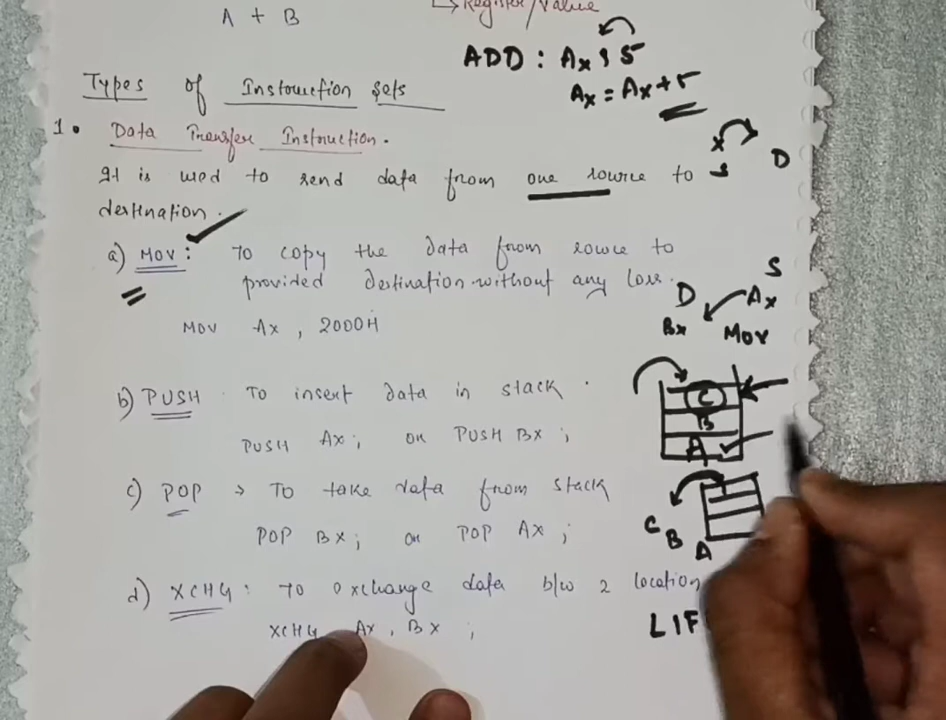 A + B
Register/Value
ADD : Ax, 5
Ax = Ax + 5
Types of Instruction sets
1. Data Transfer Instruction.
It is used to send data from one source to
destination.
S
D
a) MOV: To copy the data from source to
provided destination without any loss.
MOV Ax, 2000H
D
S
Bx
Ax
MOV
b) PUSH To insert data in stack.
PUSH Ax; or PUSH Bx;
C
B
A
c) POP → To take data from stack
POP Bx; or POP Ax;
C
B
A
d) XCHG: To exchange data b/w 2 location
XCHG Ax, Bx;
LIF